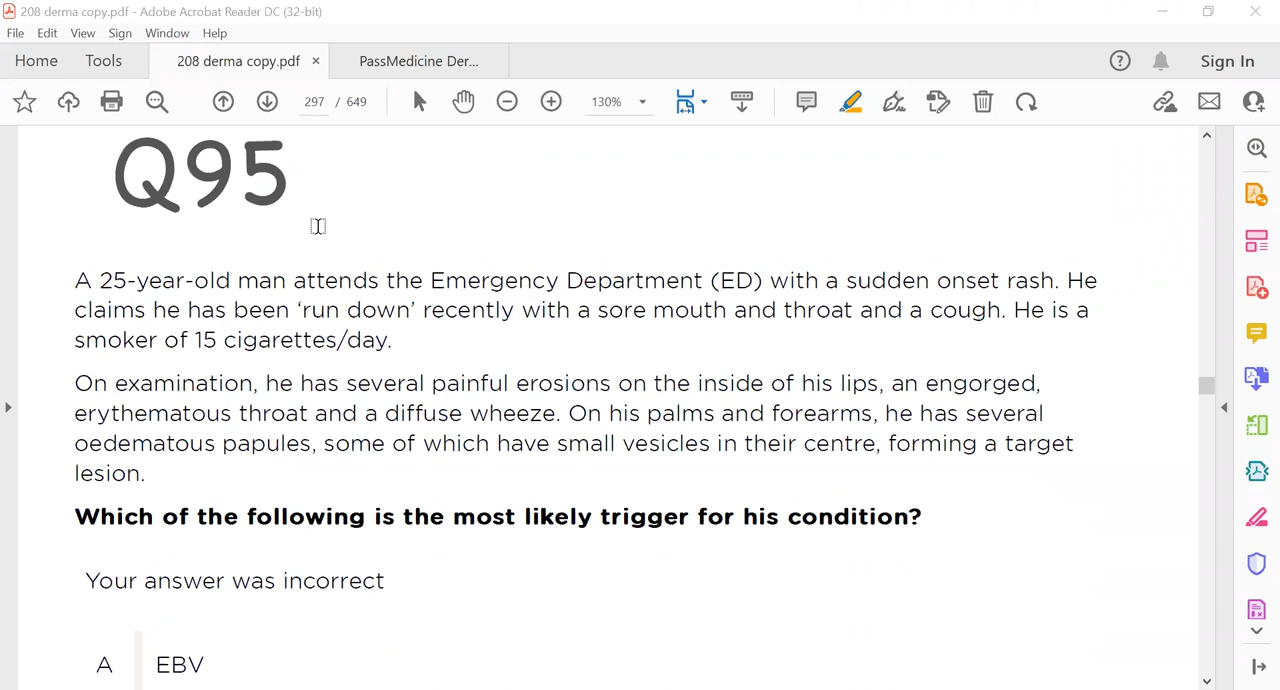 208 derma copy.pdf - Adobe Acrobat Reader DC (32-bit)
File Edit View Sign Window Help
Home Tools 208 derma copy.pdf × PassMedicine Der... Sign In
297 / 649 130%
Q95
A 25-year-old man attends the Emergency Department (ED) with a sudden onset rash. He
claims he has been ‘run down’ recently with a sore mouth and throat and a cough. He is a
smoker of 15 cigarettes/day.
On examination, he has several painful erosions on the inside of his lips, an engorged,
erythematous throat and a diffuse wheeze. On his palms and forearms, he has several
oedematous papules, some of which have small vesicles in their centre, forming a target
lesion.
Which of the following is the most likely trigger for his condition?
Your answer was incorrect
A EBV